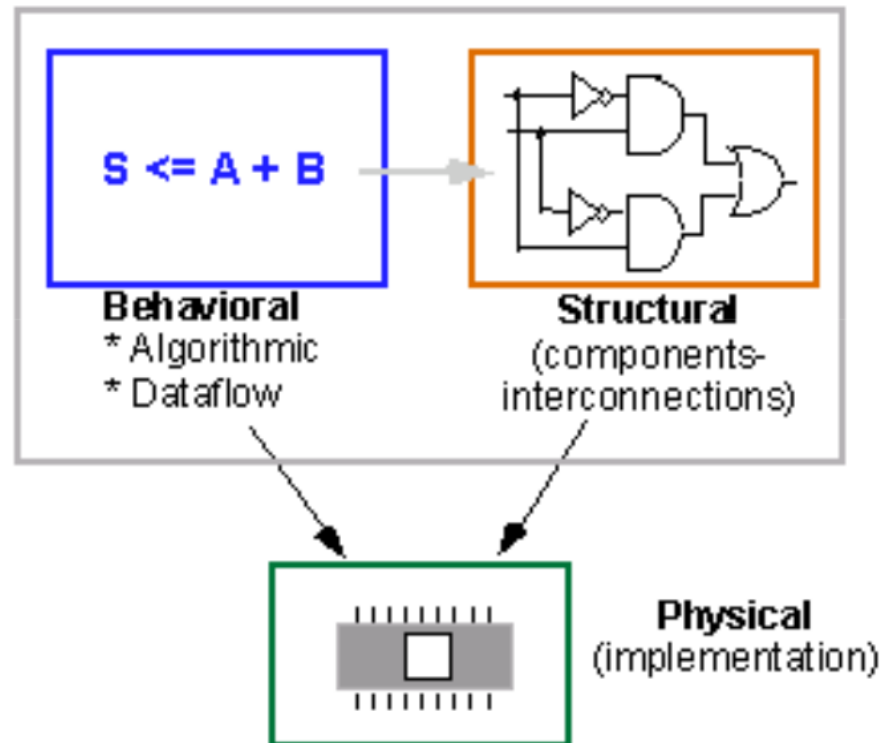 S <= A + B
Behavioral
* Algorithmic
* Dataflow
Structural
(components-
interconnections)
Physical
(implementation)